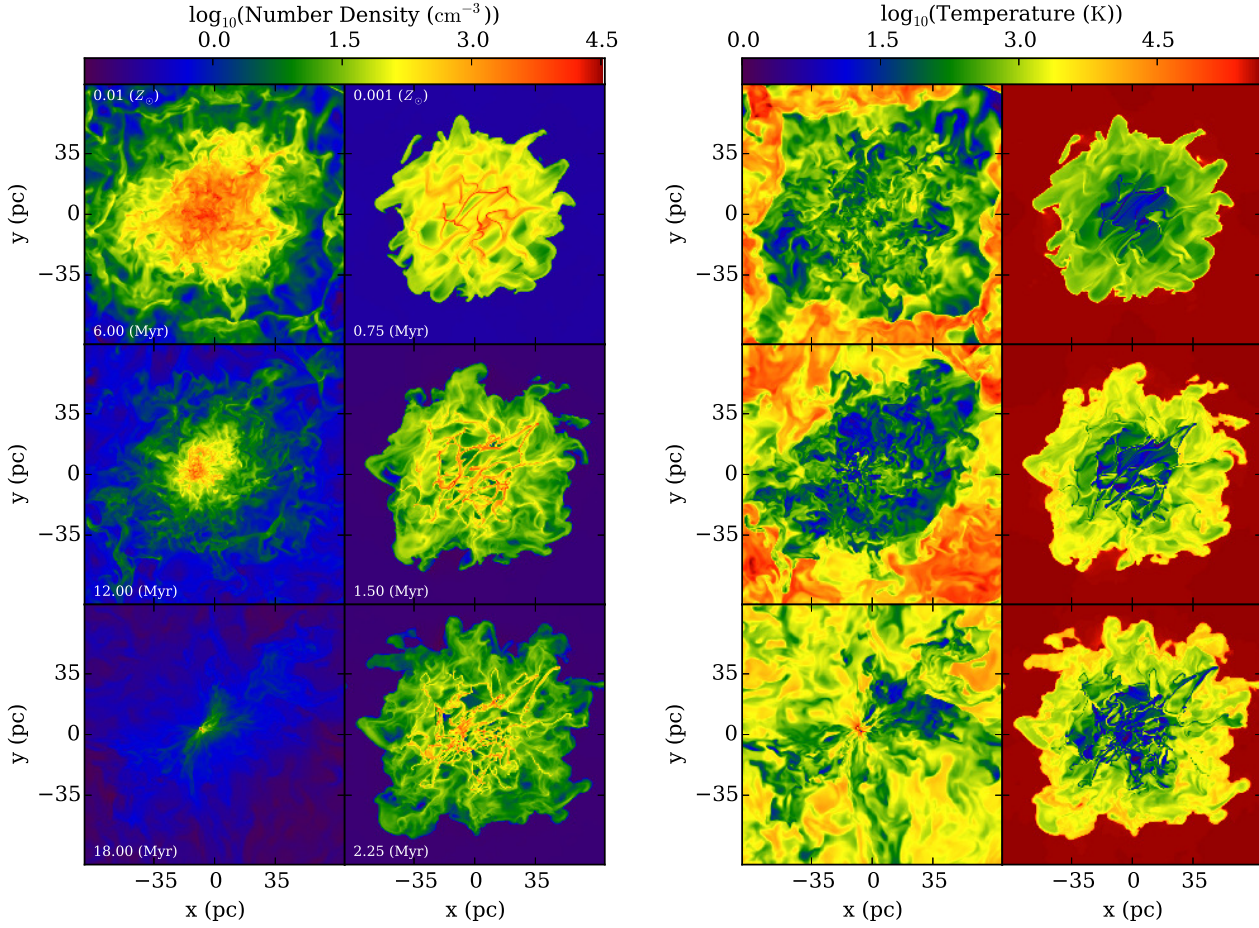 log₁₀(Number Density (cm⁻³))
0.0 1.5 3.0 4.5
log₁₀(Temperature (K))
0.0 1.5 3.0 4.5
0.01 (Z☉)
0.001 (Z☉)
6.00 (Myr)
0.75 (Myr)
35
0
−35
y (pc)
35
0
−35
y (pc)
12.00 (Myr)
1.50 (Myr)
35
0
−35
y (pc)
35
0
−35
y (pc)
18.00 (Myr)
2.25 (Myr)
35
0
−35
y (pc)
35
0
−35
y (pc)
−35 0 35
−35 0 35
−35 0 35
−35 0 35
x (pc)
x (pc)
x (pc)
x (pc)